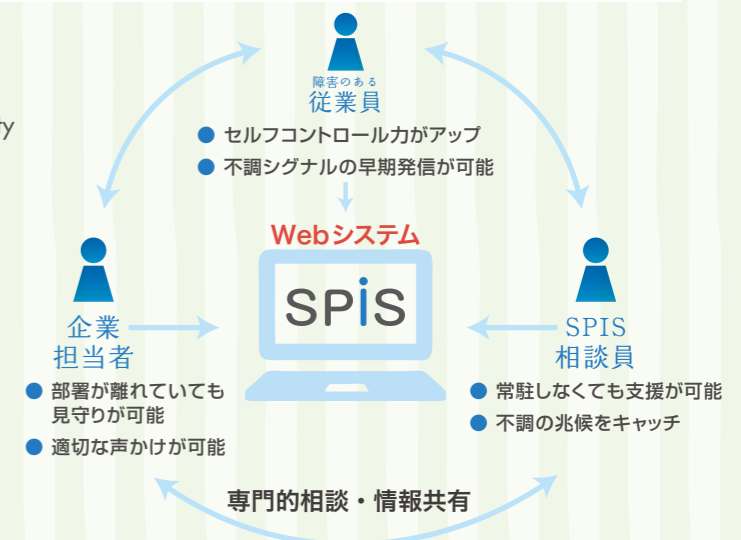 ty
障害のある
従業員
● セルフコントロール力がアップ
● 不調シグナルの早期発信が可能
Webシステム
SPiS
企業
担当者
● 部署が離れていても
見守りが可能
● 適切な声かけが可能
SPIS
相談員
● 常駐しなくても支援が可能
● 不調の兆候をキャッチ
専門的相談・情報共有